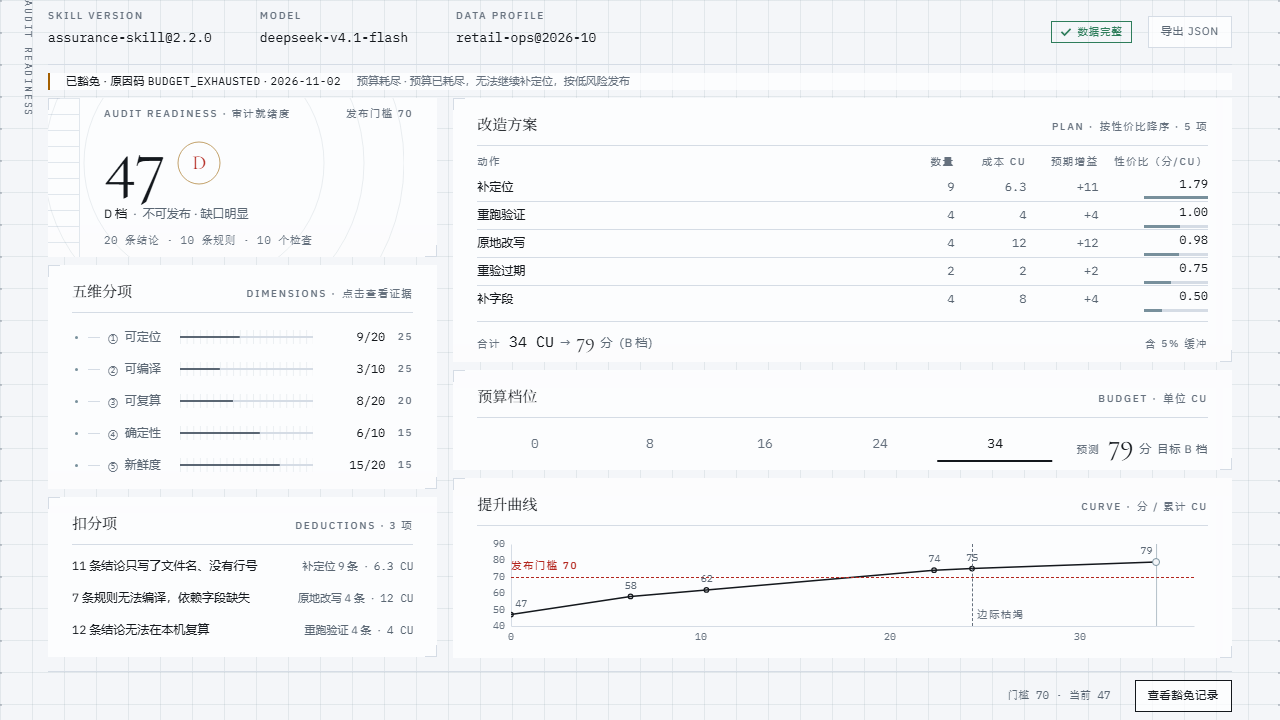 AUDIT READINESS
SKILL VERSION
assurance-skill@2.2.0
MODEL
deepseek-v4.1-flash
DATA PROFILE
retail-ops@2026-10
数据完整
导出 JSON
已豁免 · 原因码 BUDGET_EXHAUSTED · 2026-11-02 预算耗尽 · 预算已耗尽，无法继续补定位，按低风险发布
AUDIT READINESS · 审计就绪度 发布门槛 70
47 D
D 档 · 不可发布 · 缺口明显
20 条结论 · 10 条规则 · 10 个检查
五维分项 DIMENSIONS · 点击查看证据
① 可定位 9/20 25
② 可编译 3/10 25
③ 可复算 8/20 20
④ 确定性 6/10 15
⑤ 新鲜度 15/20 15
扣分项 DEDUCTIONS · 3 项
11 条结论只写了文件名、没有行号 补定位 9 条 · 6.3 CU
7 条规则无法编译，依赖字段缺失 原地改写 4 条 · 12 CU
12 条结论无法在本机复算 重跑验证 4 条 · 4 CU
改造方案 PLAN · 按性价比降序 · 5 项
动作 数量 成本 CU 预期增益 性价比（分/CU）
补定位 9 6.3 +11 1.79
重跑验证 4 4 +4 1.00
原地改写 4 12 +12 0.98
重验过期 2 2 +2 0.75
补字段 4 8 +4 0.50
合计 34 CU → 79 分（B 档） 含 5% 缓冲
预算档位 BUDGET · 单位 CU
0 8 16 24 34 预测 79 分 目标 B 档
提升曲线 CURVE · 分 / 累计 CU
90
80
70
60
50
40
发布门槛 70
47
58
62
74
75
79
边际枯竭
0 10 20 30
门槛 70 · 当前 47
查看豁免记录